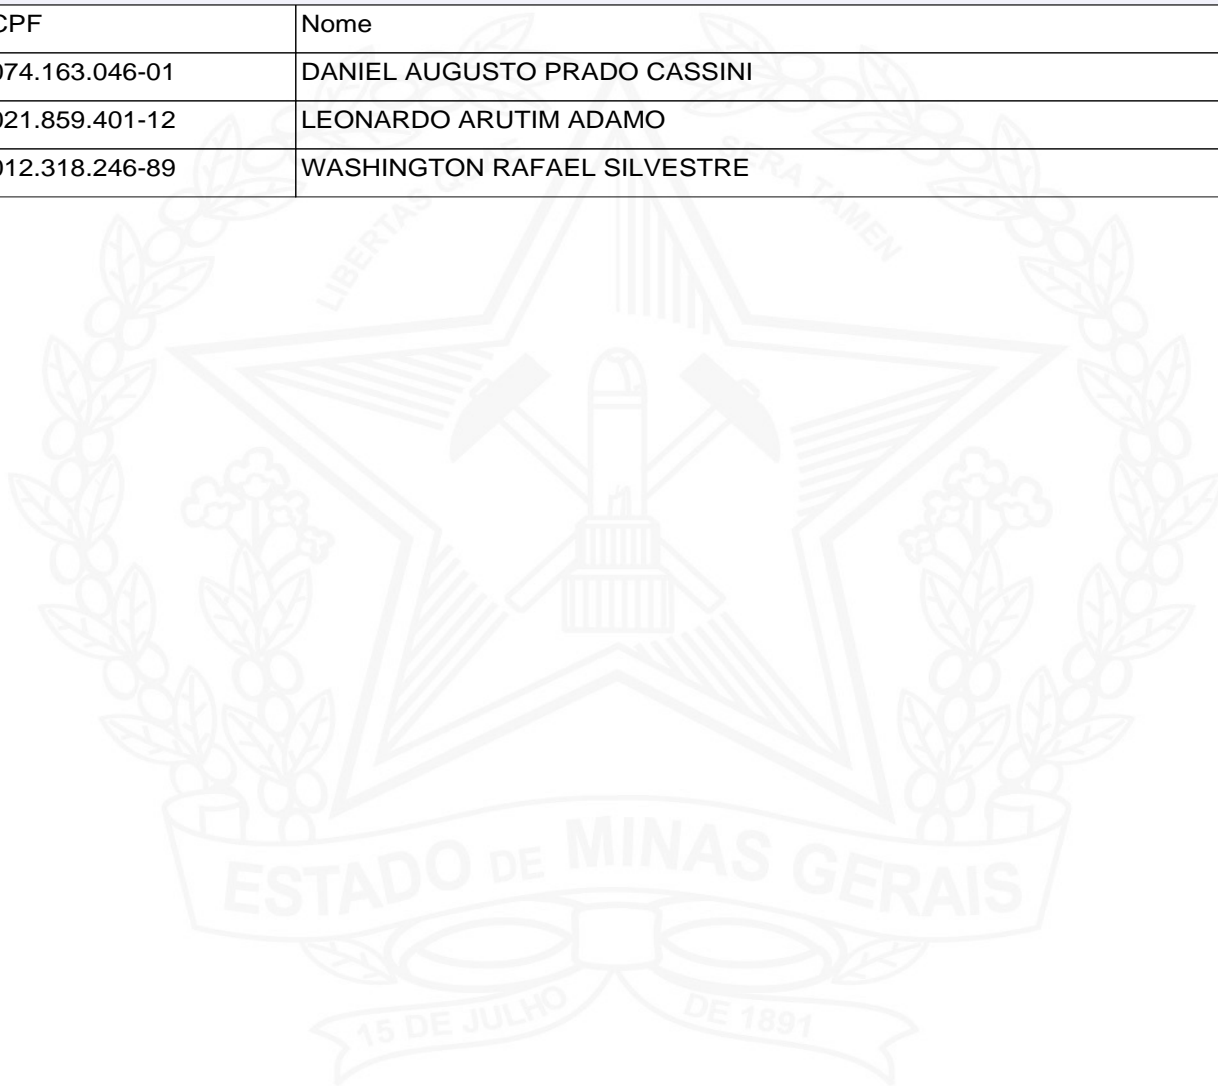 CPF Nome
074.163.046-01 DANIEL AUGUSTO PRADO CASSINI
021.859.401-12 LEONARDO ARUTIM ADAMO
012.318.246-89 WASHINGTON RAFAEL SILVESTRE
LIBERTAS QUE SERA TAMEN
ESTADO DE MINAS GERAIS
15 DE JULHO DE 1891